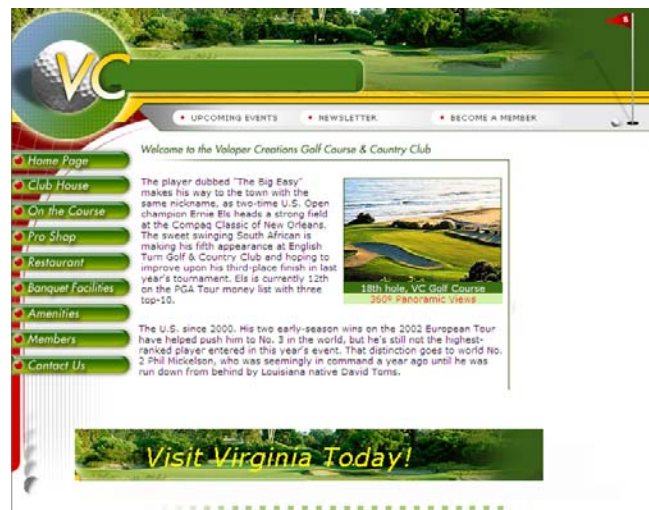 VC
UPCOMING EVENTS
NEWSLETTER
BECOME A MEMBER
Welcome to the Valoper Creations Golf Course & Country Club
Home Page
Club House
On the Course
Pro Shop
Restaurant
Banquet Facilities
Amenities
Members
Contact Us
The player dubbed "The Big Easy"
makes his way to the town with the
same nickname, as two-time U.S. Open
champion Ernie Els heads a strong field
at the Compaq Classic of New Orleans.
The sweet swinging South African is
making his fifth appearance at English
Turn Golf & Country Club and hoping to
improve upon his third-place finish in last
year's tournament. Els is currently 12th
on the PGA Tour money list with three
top-10.
18th hole, VC Golf Course
360º Panoramic Views
The U.S. since 2000. His two early-season wins on the 2002 European Tour
have helped push him to No. 3 in the world, but he's still not the highest-
ranked player entered in this year's event. That distinction goes to world No.
2 Phil Mickelson, who was seemingly in command a year ago until he was
run down from behind by Louisiana native David Toms.
Visit Virginia Today!